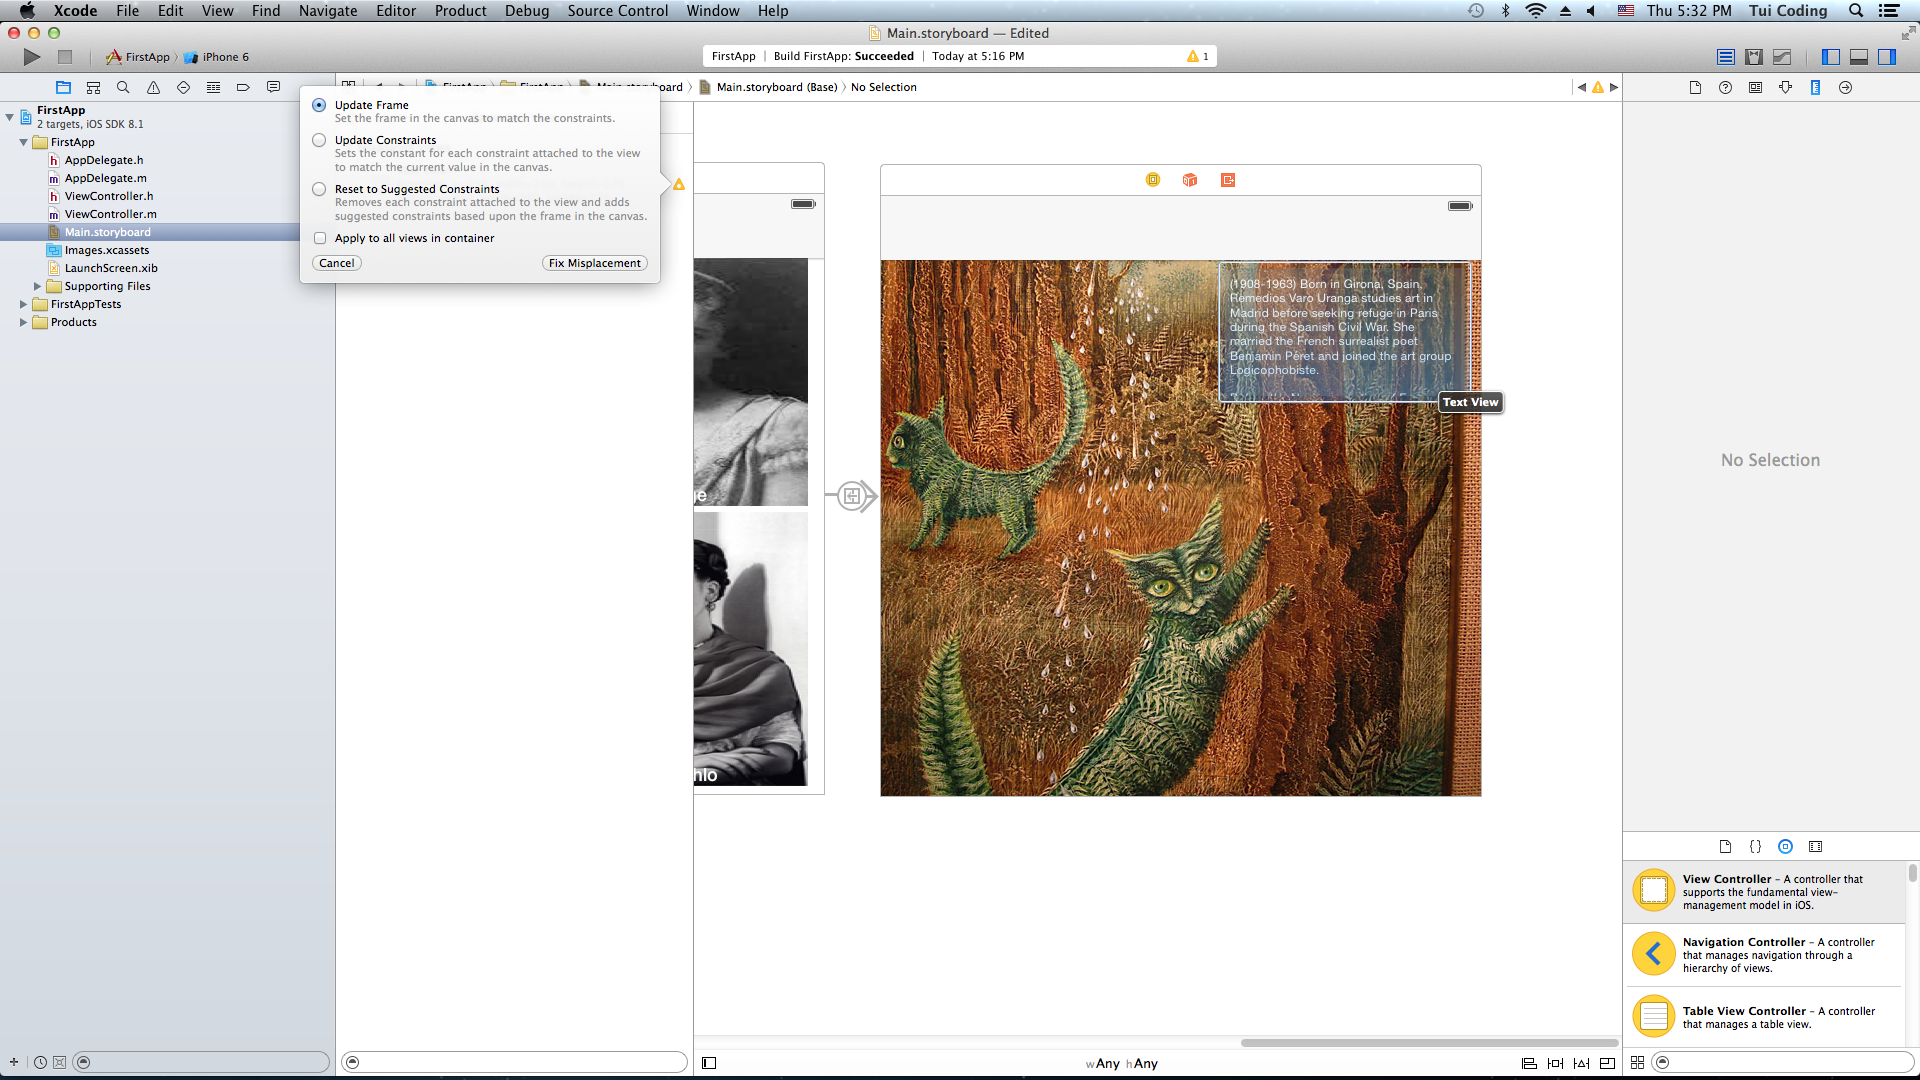 Xcode File Edit View Find Navigate Editor Product Debug Source Control Window Help Thu 5:32 PM Tui Coding
Main.storyboard — Edited
FirstApp iPhone 6
FirstApp Build FirstApp: Succeeded Today at 5:16 PM 1
Main.storyboard (Base) No Selection
FirstApp
2 targets, iOS SDK 8.1
FirstApp
AppDelegate.h
AppDelegate.m
ViewController.h
ViewController.m
Main.storyboard
Images.xcassets
LaunchScreen.xib
Supporting Files
FirstAppTests
Products
Update Frame
Set the frame in the canvas to match the constraints.
Update Constraints
Sets the constant for each constraint attached to the view
to match the current value in the canvas.
Reset to Suggested Constraints
Removes each constraint attached to the view and adds
suggested constraints based upon the frame in the canvas.
Apply to all views in container
Cancel Fix Misplacement
(1908-1963) Born in Girona, Spain,
Remedios Varo Uranga studies art in
Madrid before seeking refuge in Paris
during the Spanish Civil War. She
married the French surrealist poet
Benjamin Péret and joined the art group
Logicophobiste.
Text View
No Selection
View Controller – A controller that
supports the fundamental view-
management model in iOS.
Navigation Controller – A controller
that manages navigation through a
hierarchy of views.
Table View Controller – A controller
that manages a table view.
wAny hAny